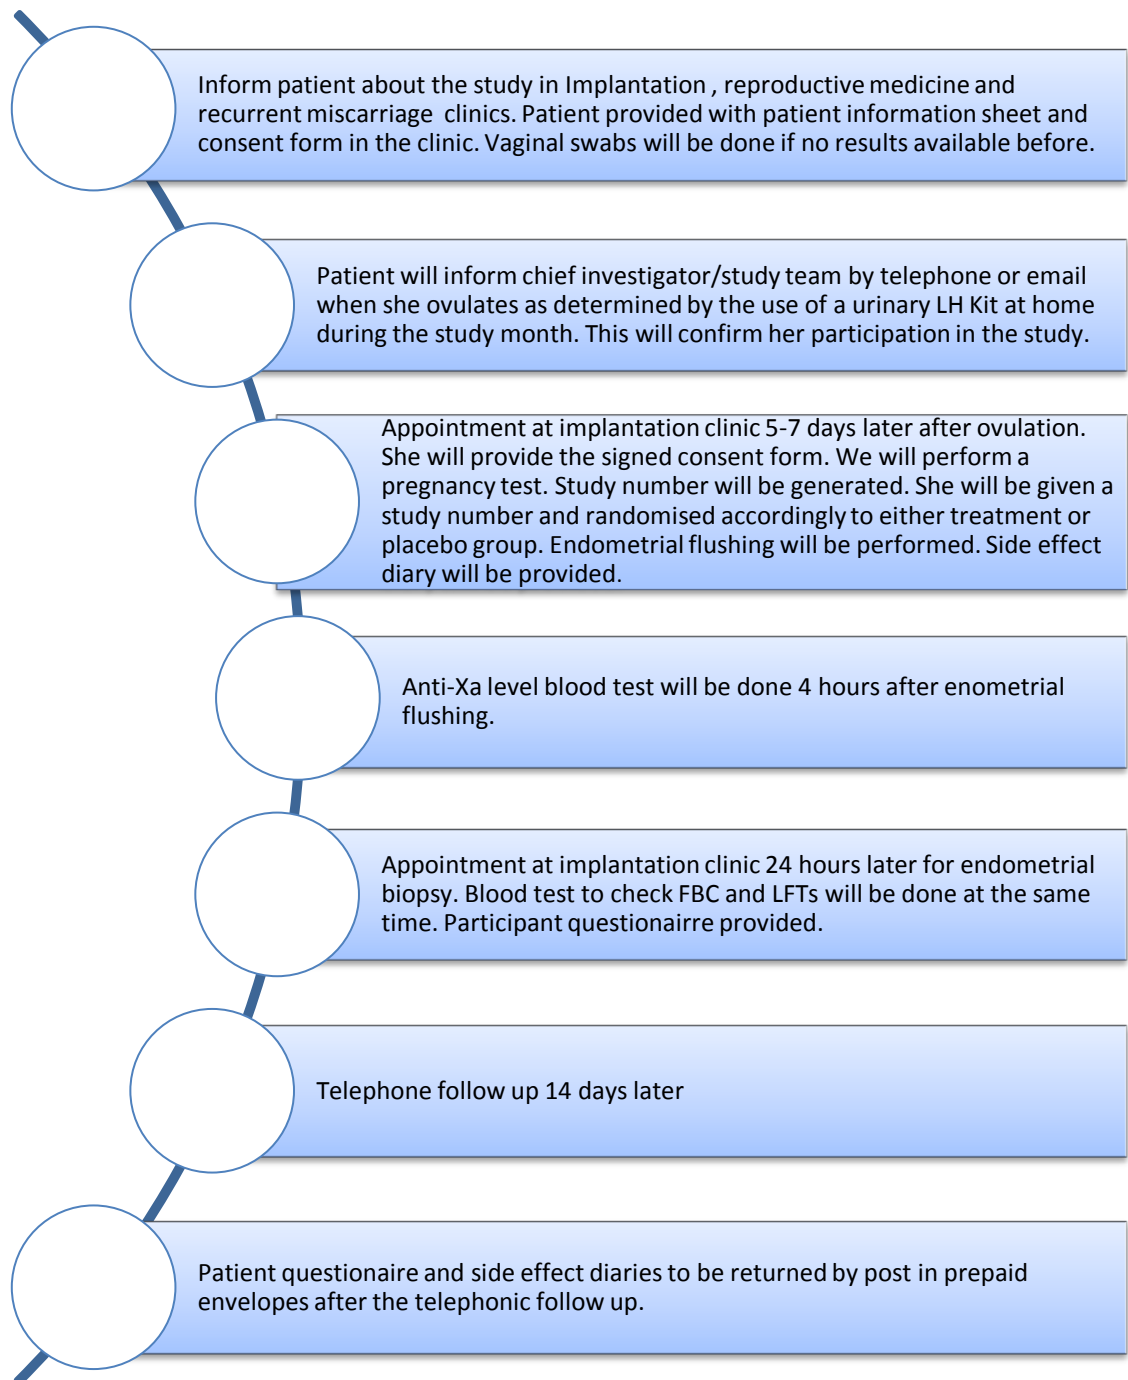 Inform patient about the study in Implantation , reproductive medicine and
recurrent miscarriage clinics. Patient provided with patient information sheet and
consent form in the clinic. Vaginal swabs will be done if no results available before.
Patient will inform chief investigator/study team by telephone or email
when she ovulates as determined by the use of a urinary LH Kit at home
during the study month. This will confirm her participation in the study.
Appointment at implantation clinic 5-7 days later after ovulation.
She will provide the signed consent form. We will perform a
pregnancy test. Study number will be generated. She will be given a
study number and randomised accordingly to either treatment or
placebo group. Endometrial flushing will be performed. Side effect
diary will be provided.
Anti-Xa level blood test will be done 4 hours after enometrial
flushing.
Appointment at implantation clinic 24 hours later for endometrial
biopsy. Blood test to check FBC and LFTs will be done at the same
time. Participant questionairre provided.
Telephone follow up 14 days later
Patient questionaire and side effect diaries to be returned by post in prepaid
envelopes after the telephonic follow up.